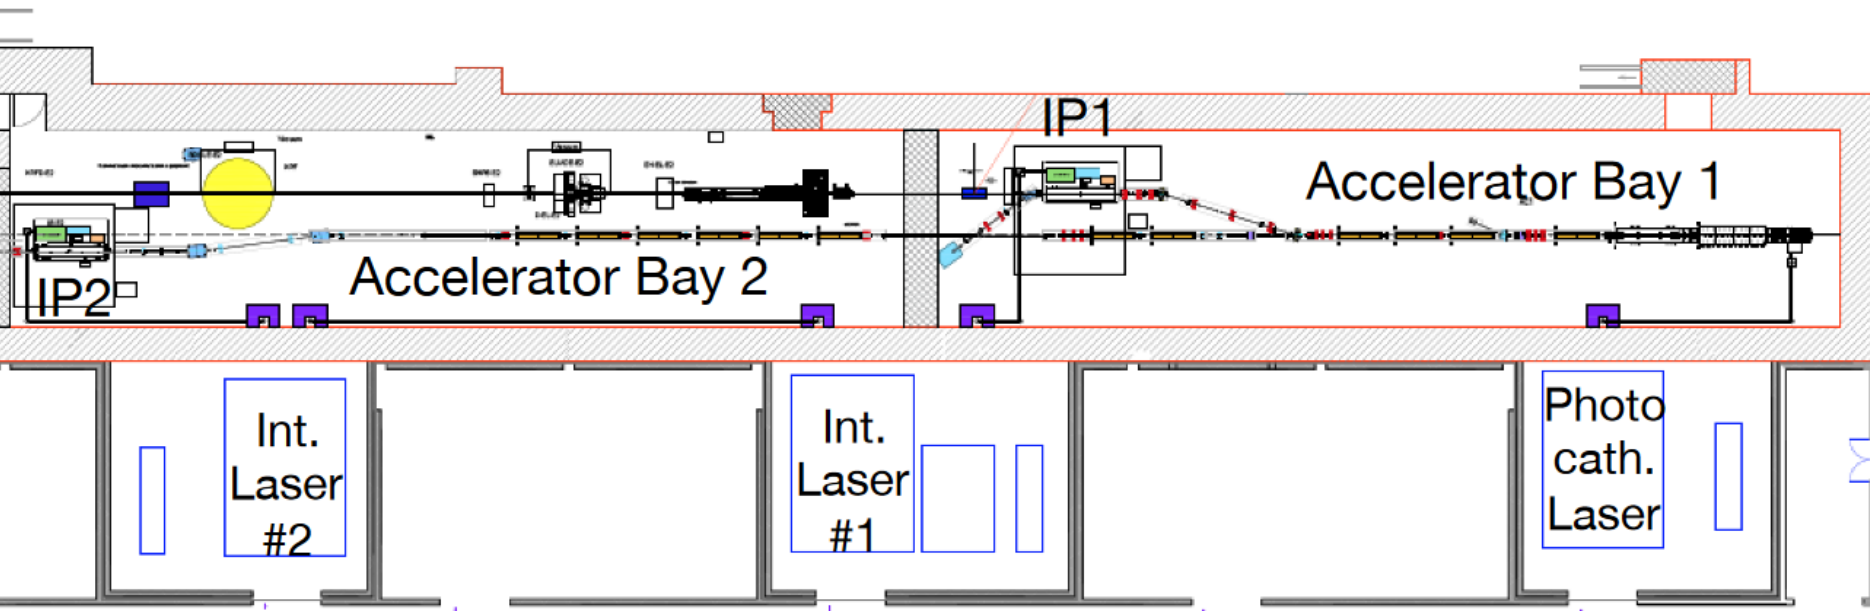 IP1
Accelerator Bay 1
Accelerator Bay 2
IP2
Int.
Laser
#2
Int.
Laser
#1
Photo
cath.
Laser